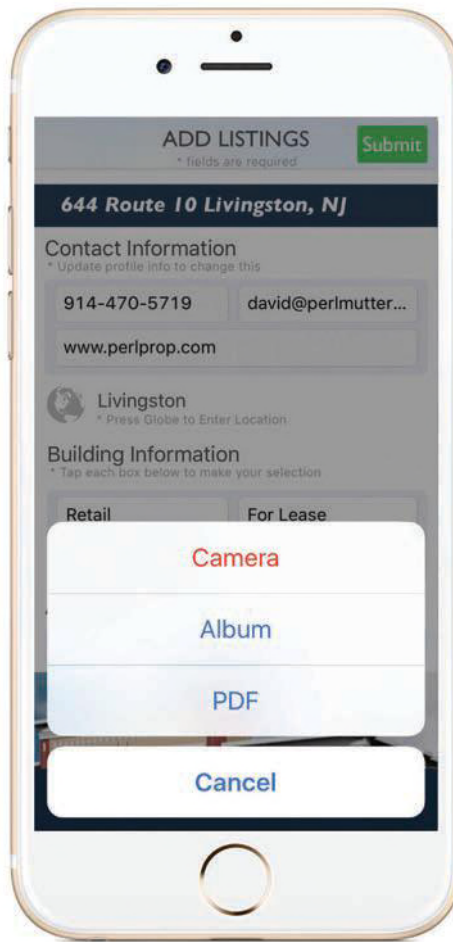 ADD LISTINGS
Submit
* fields are required
644 Route 10 Livingston, NJ
Contact Information
* Update profile info to change this
914-470-5719
david@perlmutter...
www.perlprop.com
Livingston
* Press Globe to Enter Location
Building Information
* Tap each box below to make your selection
Retail
For Lease
Camera
Album
PDF
Cancel